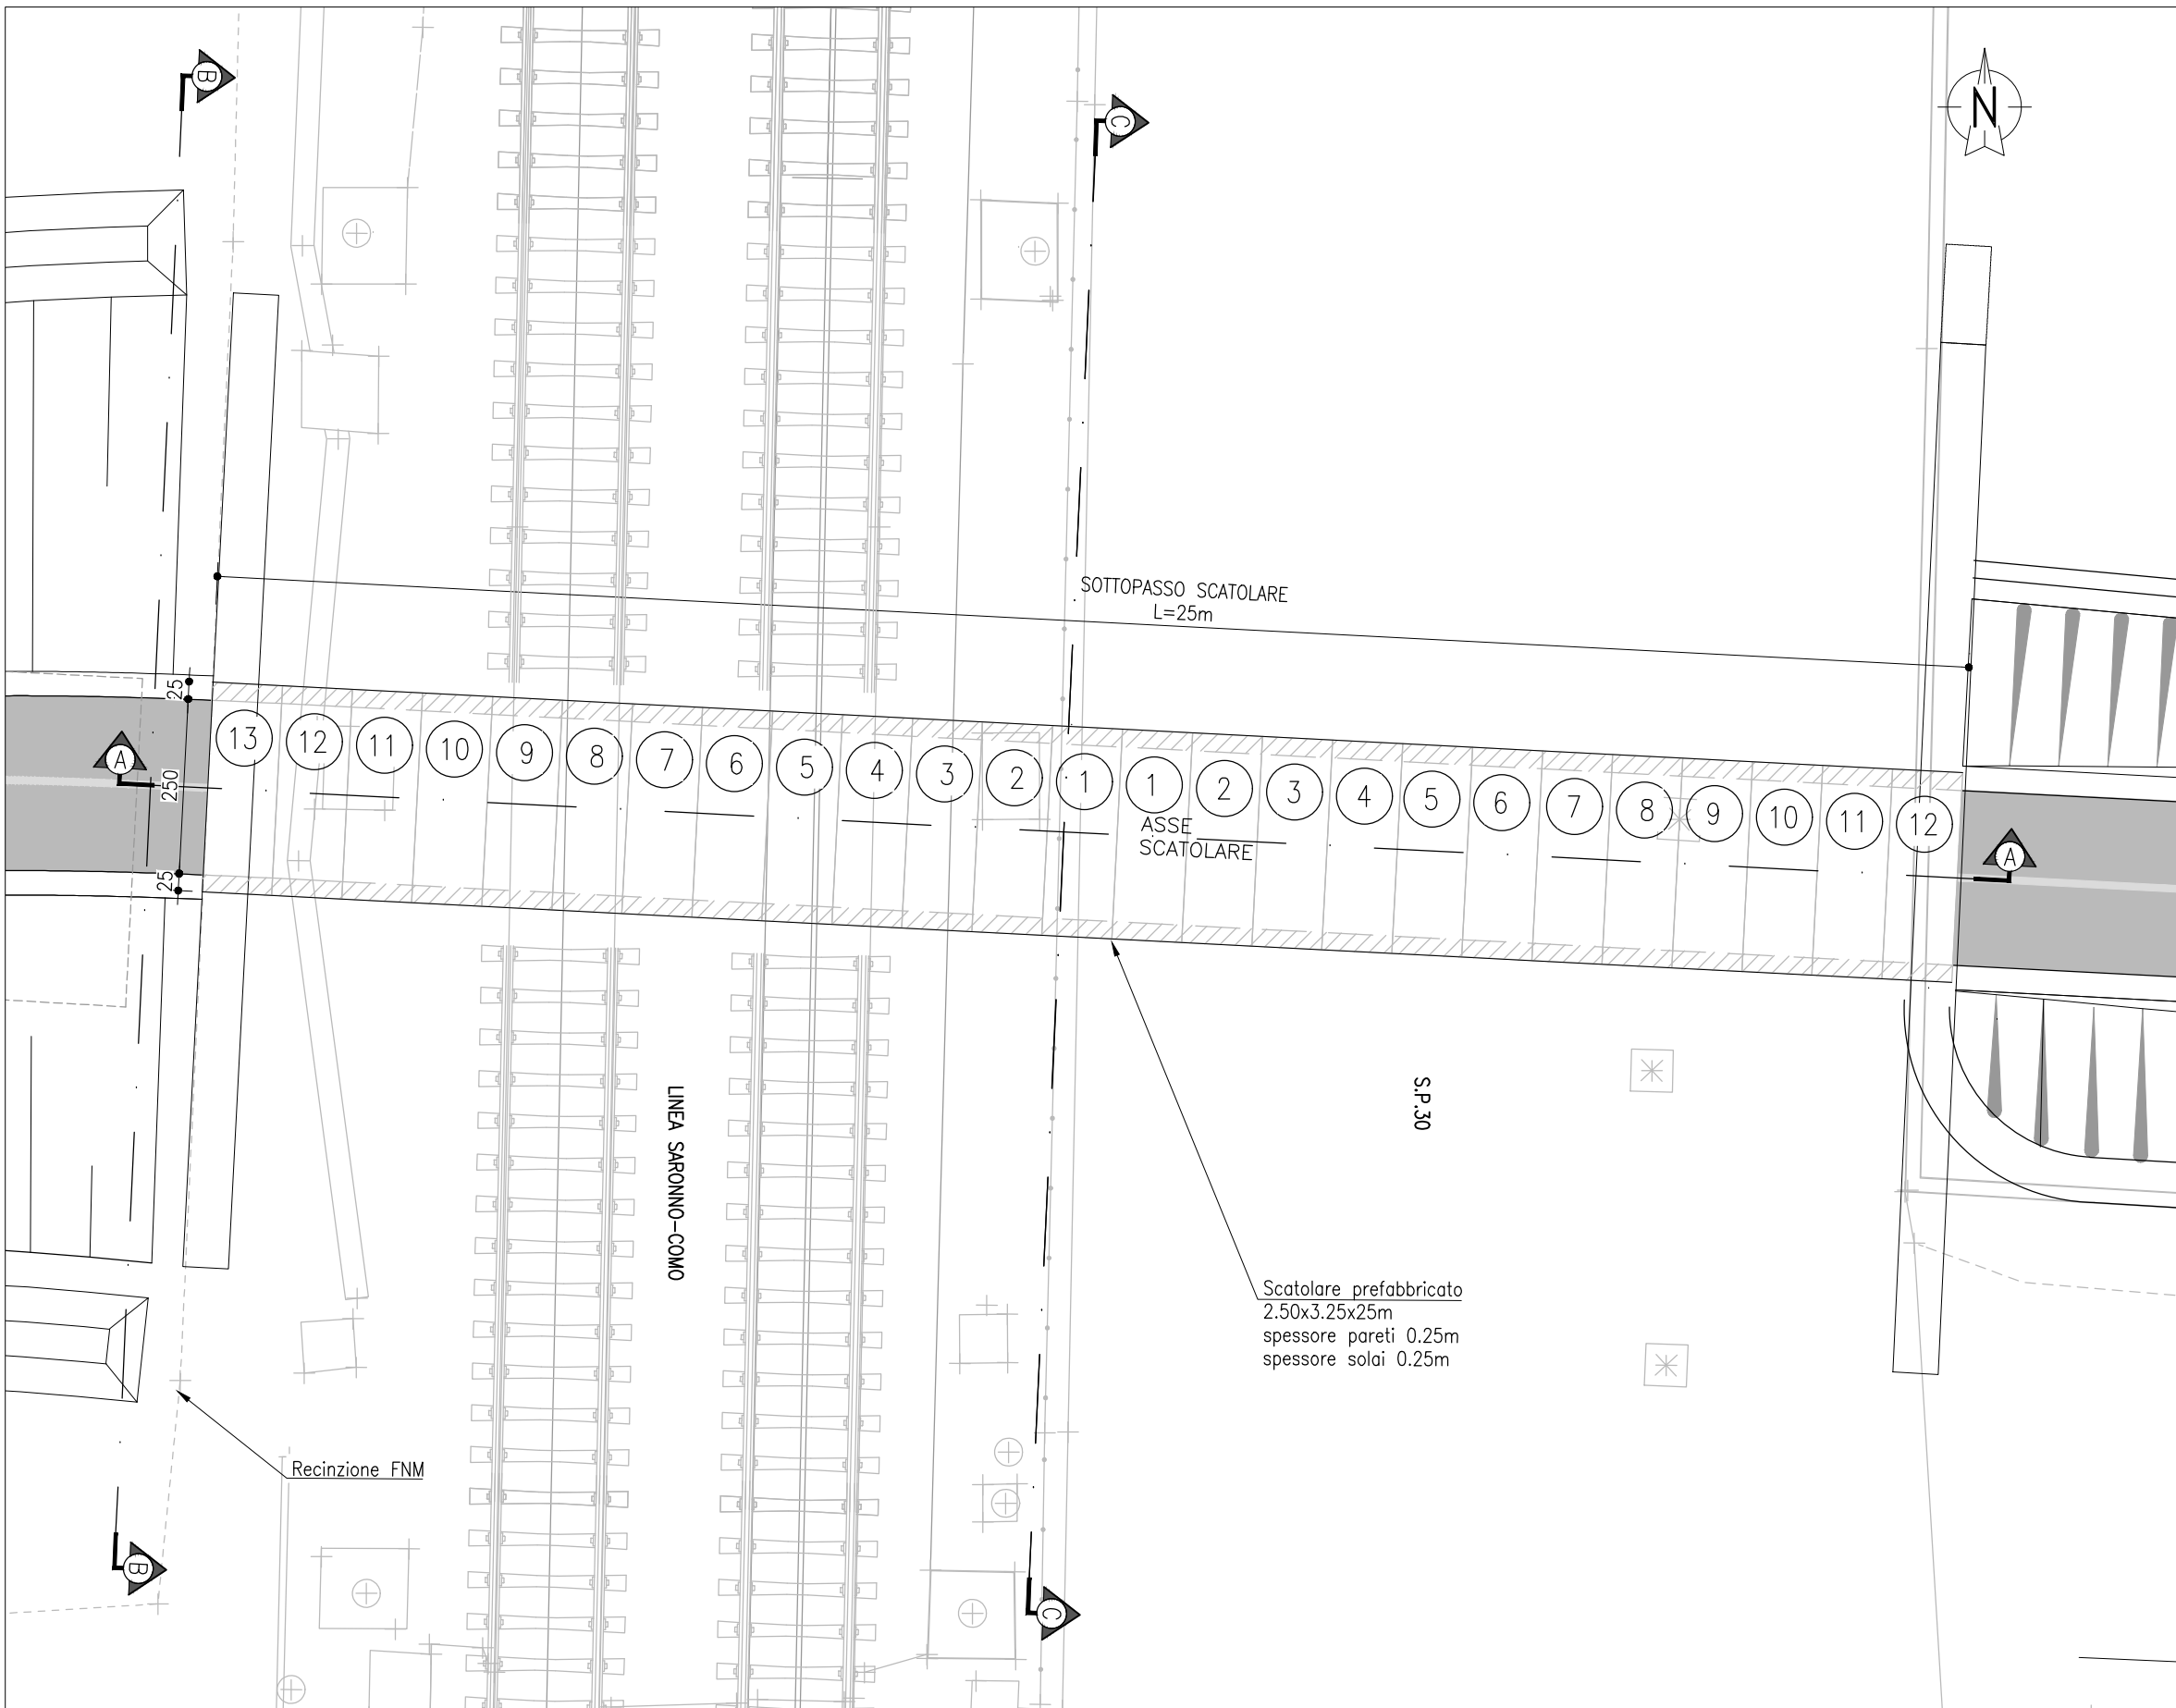 B
C
N
SOTTOPASSO SCATOLARE
L=25m
25
250
25
A
13 12 11 10 9 8 7 6 5 4 3 2 1 1 2 3 4 5 6 7 8 9 10 11 12
ASSE
SCATOLARE
A
LINEA SARONNO-COMO
S.P.30
Scatolare prefabbricato
2.50x3.25x25m
spessore pareti 0.25m
spessore solai 0.25m
Recinzione FNM
B
C